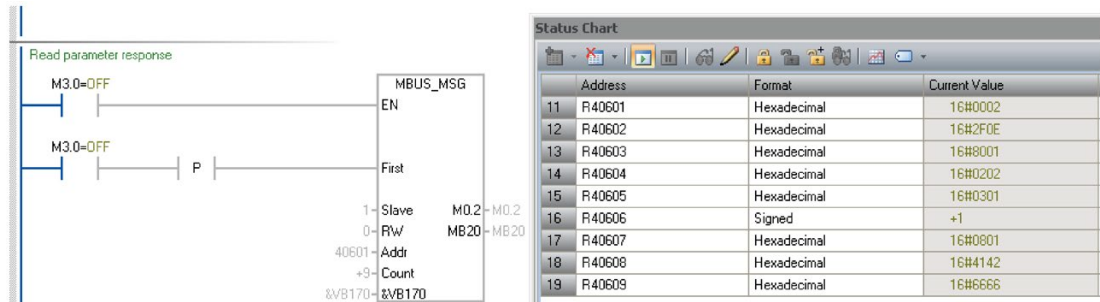 Read parameter response
M3.0=OFF
MBUS_MSG
EN
M3.0=OFF
P
First
1 Slave M0.2 M0.2
0 RW MB20 MB20
40601 Addr
+9 Count
&VB170 &VB170
Status Chart
Address Format Current Value
11 R40601 Hexadecimal 16#0002
12 R40602 Hexadecimal 16#2F0E
13 R40603 Hexadecimal 16#8001
14 R40604 Hexadecimal 16#0202
15 R40605 Hexadecimal 16#0301
16 R40606 Signed +1
17 R40607 Hexadecimal 16#0801
18 R40608 Hexadecimal 16#4142
19 R40609 Hexadecimal 16#6666